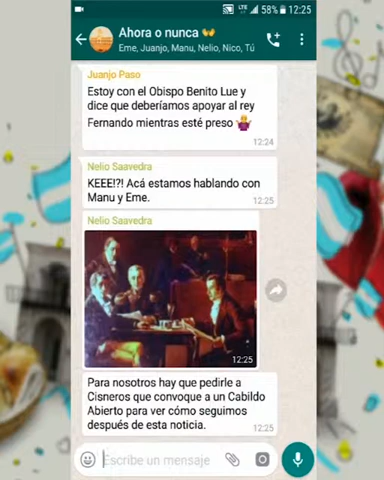 LTE 58% 12:25
Ahora o nunca
Eme, Juanjo, Manu, Nelio, Nico, Tú
Juanjo Paso
Estoy con el Obispo Benito Lue y
dice que deberíamos apoyar al rey
Fernando mientras esté preso
12:24
Nelio Saavedra
KEEE!?! Acá estamos hablando con
Manu y Eme.
12:25
Nelio Saavedra
12:25
Para nosotros hay que pedirle a
Cisneros que convoque a un Cabildo
Abierto para ver cómo seguimos
después de esta noticia.
12:25
Escribe un mensaje